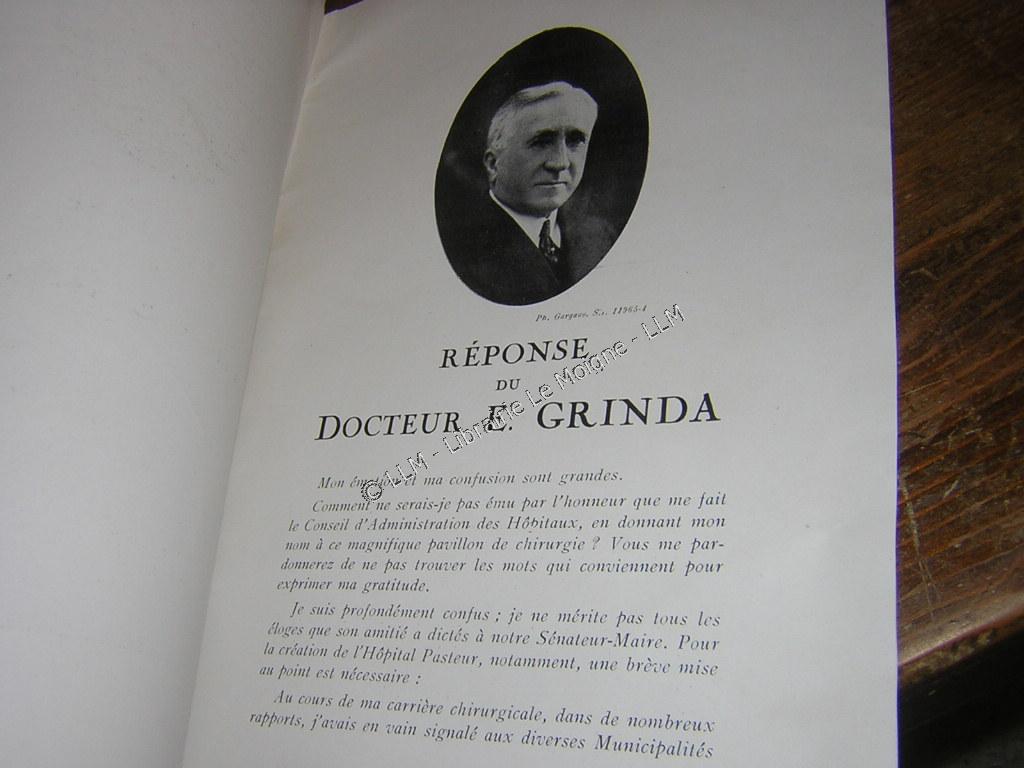 Ph. Gorgace, S.t. 11965-4
RÉPONSE
DU
DOCTEUR E. GRINDA
© LLM - Librairie Le Moigne - LLM
Mon émotion et ma confusion sont grandes.
Comment ne serais-je pas ému par l'honneur que me fait
le Conseil d'Administration des Hôpitaux, en donnant mon
nom à ce magnifique pavillon de chirurgie ? Vous me par-
donnerez de ne pas trouver les mots qui conviennent pour
exprimer ma gratitude.
Je suis profondément confus ; je ne mérite pas tous les
éloges que son amitié a dictés à notre Sénateur-Maire. Pour
la création de l'Hôpital Pasteur, notamment, une brève mise
au point est nécessaire :
Au cours de ma carrière chirurgicale, dans de nombreux
rapports, j'avais en vain signalé aux diverses Municipalités